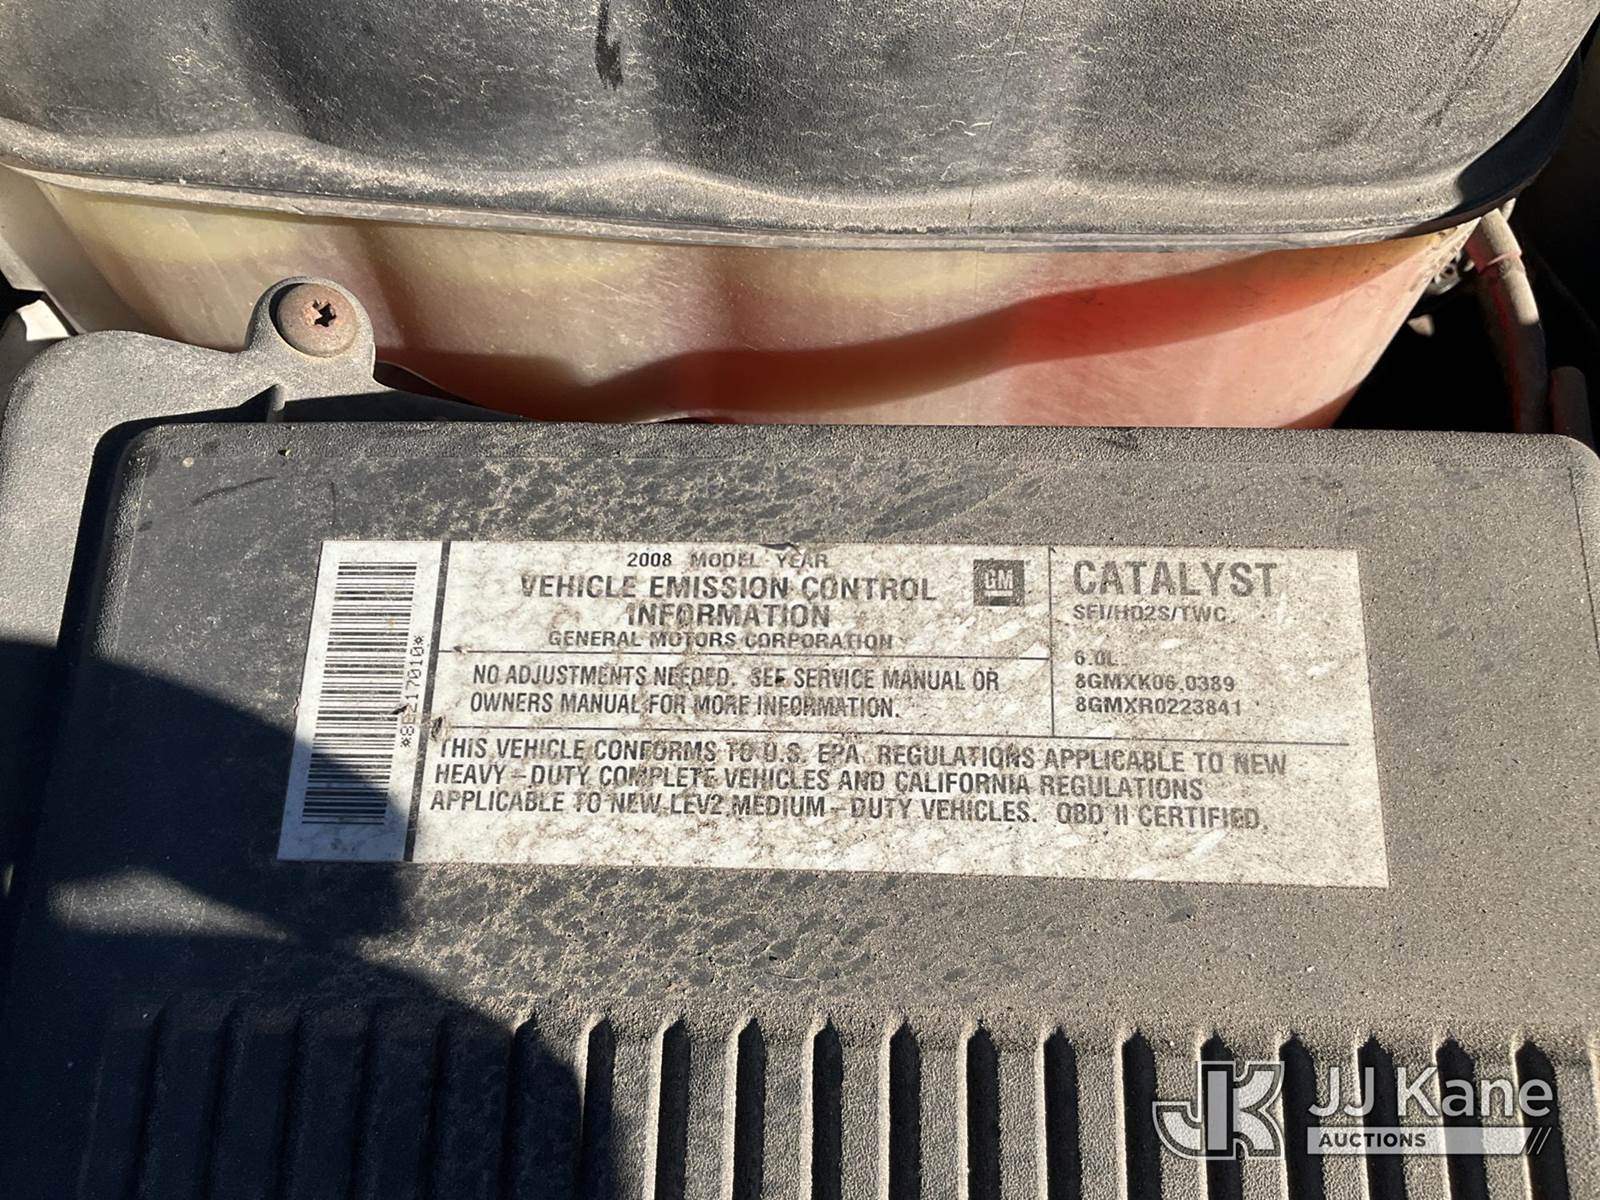 2008 MODEL YEAR
VEHICLE EMISSION CONTROL
INFORMATION
GENERAL MOTORS CORPORATION
GM
NO ADJUSTMENTS NEEDED. SEE SERVICE MANUAL OR
OWNERS MANUAL FOR MORE INFORMATION.
CATALYST
SFI/HO2S/TWC
6.0L
8GMXK06.0389
8GMXR0223841
THIS VEHICLE CONFORMS TO U.S. EPA REGULATIONS APPLICABLE TO NEW
HEAVY-DUTY COMPLETE VEHICLES AND CALIFORNIA REGULATIONS
APPLICABLE TO NEW LEV2 MEDIUM-DUTY VEHICLES. OBD II CERTIFIED.
JK JJ Kane
AUCTIONS